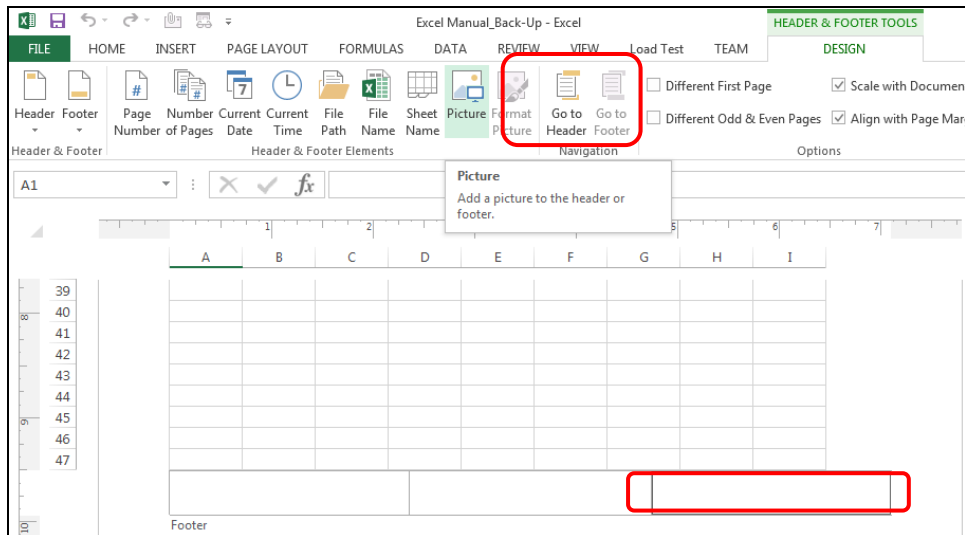 Excel Manual_Back-Up - Excel
HEADER & FOOTER TOOLS
FILE HOME INSERT PAGE LAYOUT FORMULAS DATA REVIEW VIEW Load Test TEAM DESIGN
# # # 7
Header Footer Page Number Current Current File File Sheet Picture Format Go to Go to
Number of Pages Date Time Path Name Name Picture Header Footer
Different First Page Scale with Documen
Different Odd & Even Pages Align with Page Mar
Header & Footer Header & Footer Elements Navigation Options
A1 fx
Picture
Add a picture to the header or
footer.
1 2 5 6 7
A B C D E F G H I
39
8 40
41
42
43
44
9 45
46
47
Footer
10